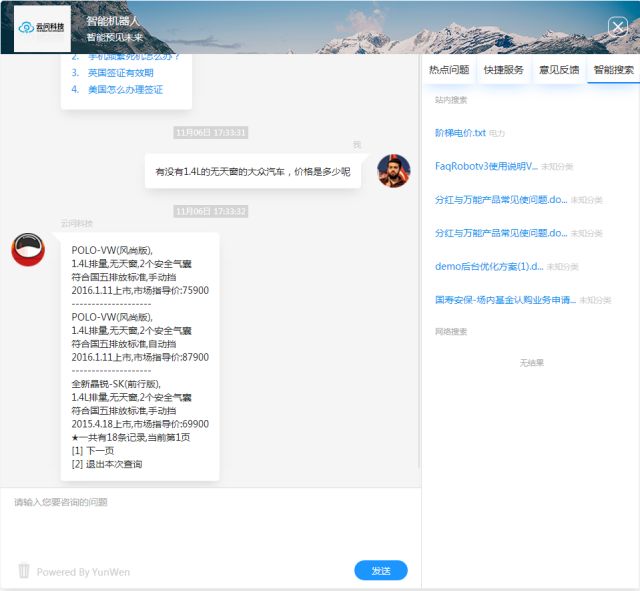 云问科技
智能机器人
智能预见未来
2. 手机频繁死机怎么办？
3. 英国签证有效期
4. 美国怎么办理签证
11月06日 17:33:31
我
有没有1.4L的无天窗的大众汽车，价格是多少呢
11月06日 17:33:32
云问科技
POLO-VW(风尚版),
1.4L排量,无天窗,2个安全气囊
符合国五排放标准,手动挡
2016.1.11上市,市场指导价:75900
--------------------
POLO-VW(风尚版),
1.4L排量,无天窗,2个安全气囊
符合国五排放标准,自动挡
2016.1.11上市,市场指导价:87900
--------------------
全新晶锐-SK(前行版),
1.4L排量,无天窗,2个安全气囊
符合国五排放标准,手动挡
2015.4.18上市,市场指导价:69900
★一共有18条记录,当前第1页
[1] 下一页
[2] 退出本次查询
请输入您要咨询的问题
Powered By YunWen
发送
热点问题 快捷服务 意见反馈 智能搜索
站内搜索
阶梯电价.txt 电力
FaqRobotv3使用说明V... 未知分类
分红与万能产品常见使问题.do... 未知分类
分红与万能产品常见使问题.do... 未知分类
demo后台优化方案(1).d... 未知分类
国寿安保-场内基金认购业务申请... 未知分类
网络搜索
无结果